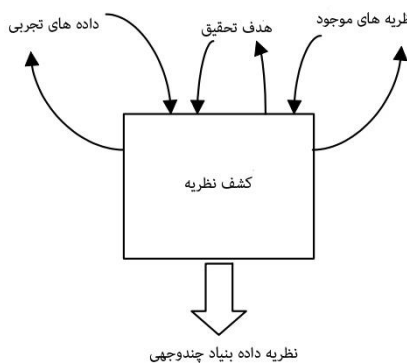 داده های تجربی
هدف تحقیق
ظریه های موجود
کشف نظریه
نظریه داده بنیاد چندوجهی